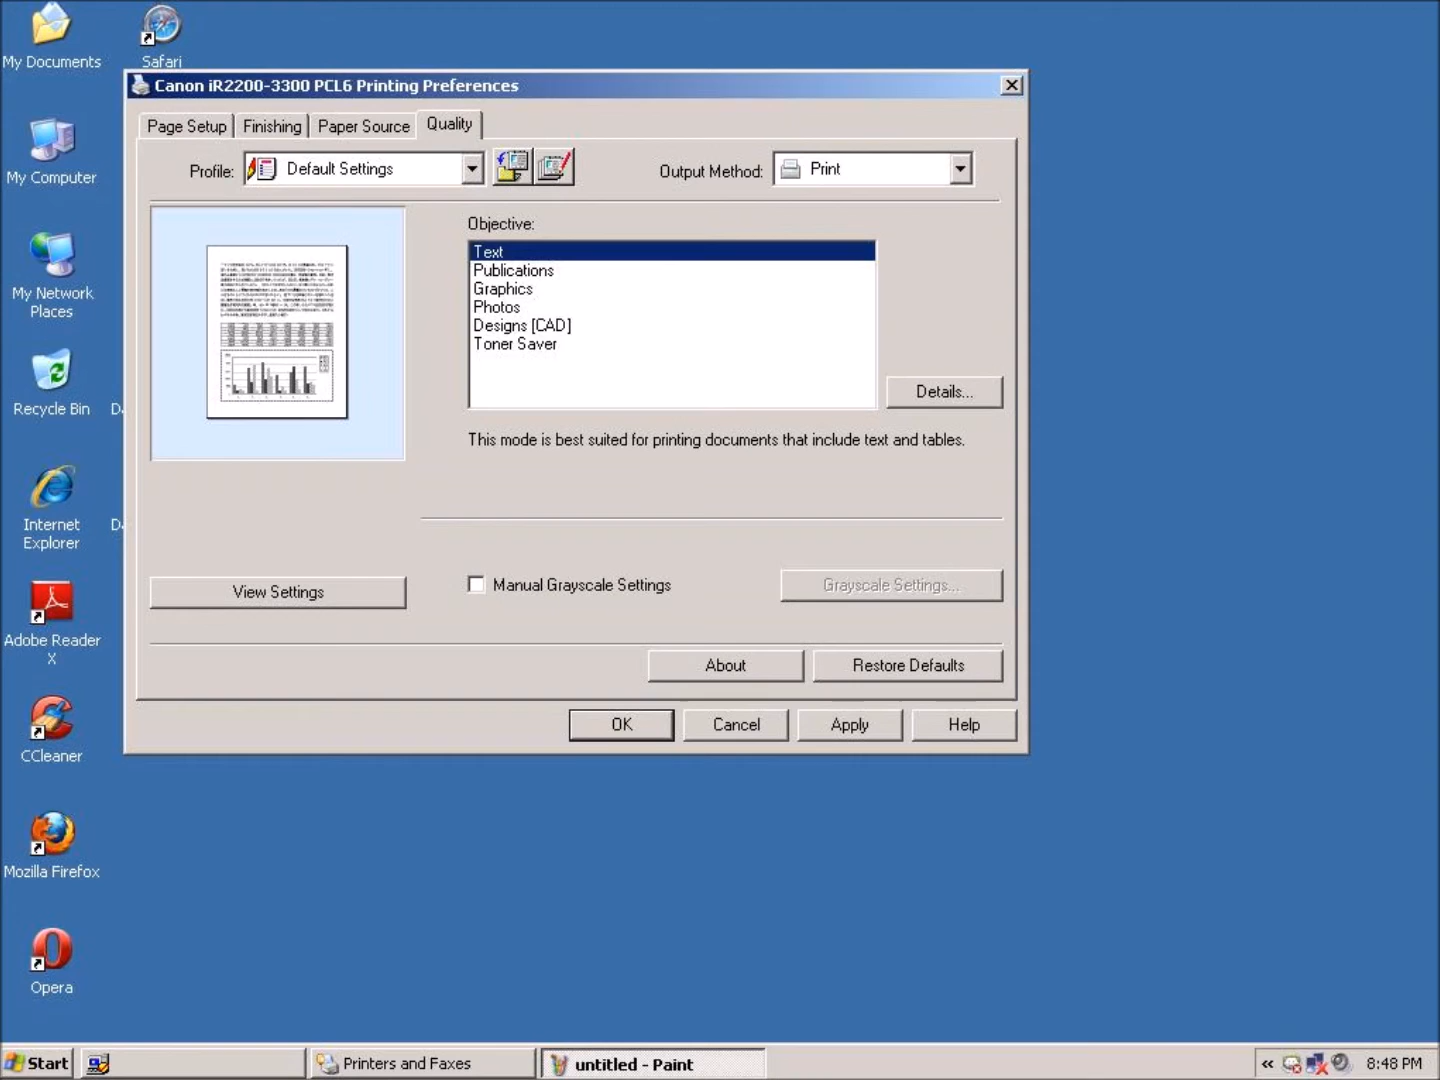 My Documents
Safari
Canon iR2200-3300 PCL6 Printing Preferences
Page Setup
Finishing
Paper Source
Quality
Profile:
Default Settings
Output Method:
Print
My Computer
My Network
Places
Recycle Bin
Internet
Explorer
Adobe Reader
X
CCleaner
Mozilla Firefox
Opera
Objective:
Text
Publications
Graphics
Photos
Designs [CAD]
Toner Saver
Details...
This mode is best suited for printing documents that include text and tables.
View Settings
Manual Grayscale Settings
Grayscale Settings...
About
Restore Defaults
OK
Cancel
Apply
Help
Start
Printers and Faxes
untitled - Paint
8:48 PM